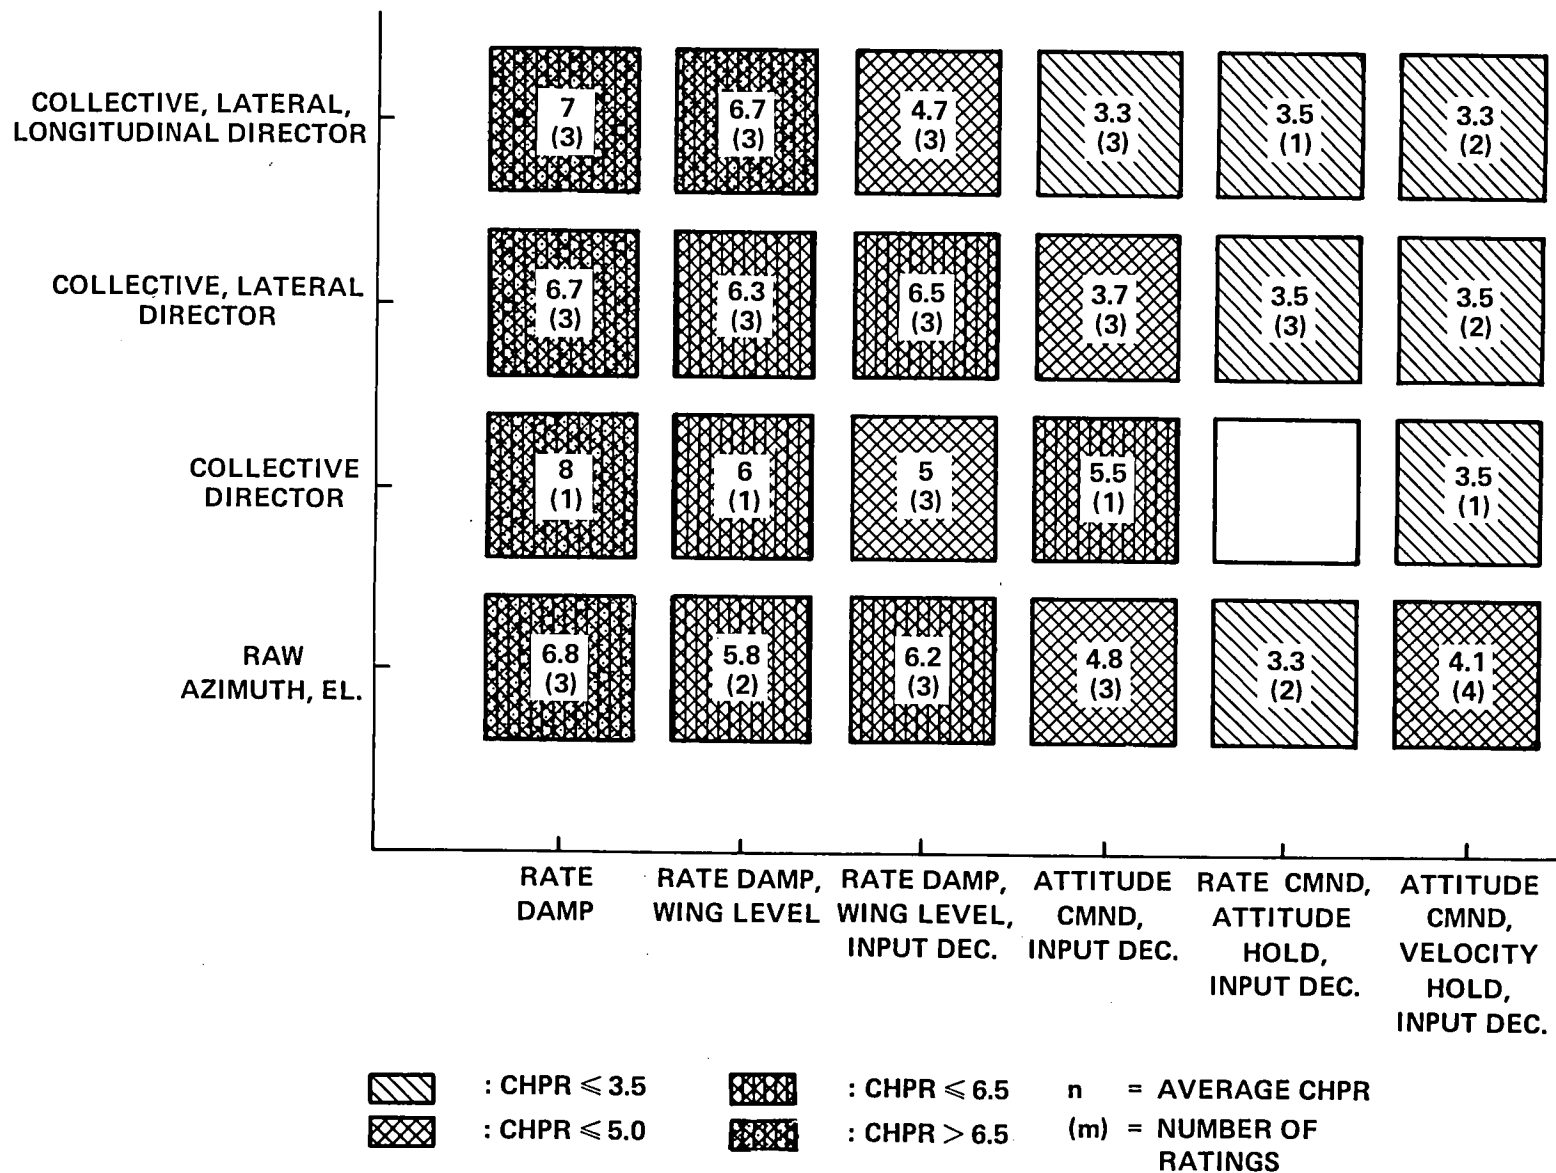 COLLECTIVE, LATERAL,
LONGITUDINAL DIRECTOR
7
(3)
6.7
(3)
4.7
(3)
3.3
(3)
3.5
(1)
3.3
(2)
COLLECTIVE, LATERAL
DIRECTOR
6.7
(3)
6.3
(3)
6.5
(3)
3.7
(3)
3.5
(3)
3.5
(2)
COLLECTIVE
DIRECTOR
8
(1)
6
(1)
5
(3)
5.5
(1)
3.5
(1)
RAW
AZIMUTH, EL.
6.8
(3)
5.8
(2)
6.2
(3)
4.8
(3)
3.3
(2)
4.1
(4)
RATE
DAMP
RATE DAMP,
WING LEVEL
RATE DAMP,
WING LEVEL,
INPUT DEC.
ATTITUDE
CMND,
INPUT DEC.
RATE CMND,
ATTITUDE
HOLD,
INPUT DEC.
ATTITUDE
CMND,
VELOCITY
HOLD,
INPUT DEC.
: CHPR ⩽ 3.5
: CHPR ⩽ 5.0
: CHPR ⩽ 6.5
: CHPR > 6.5
n = AVERAGE CHPR
(m) = NUMBER OF
RATINGS